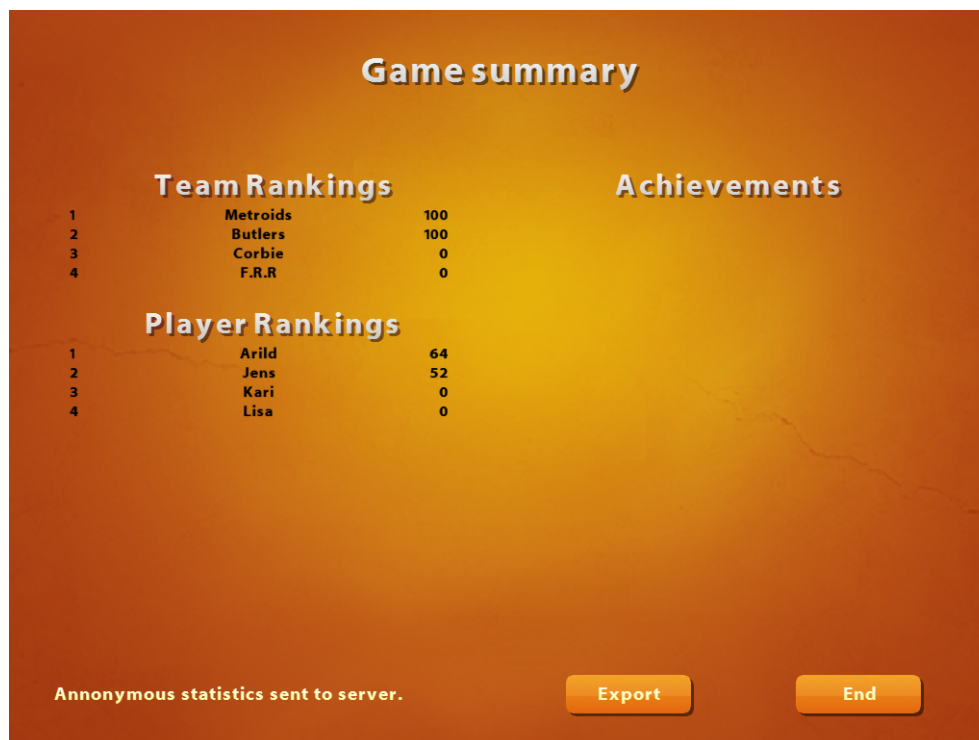 Game summary
Team Rankings
1 Metroids 100
2 Butlers 100
3 Corbie 0
4 F.R.R 0
Player Rankings
1 Arild 64
2 Jens 52
3 Kari 0
4 Lisa 0
Achievements
Annonymous statistics sent to server.
Export
End